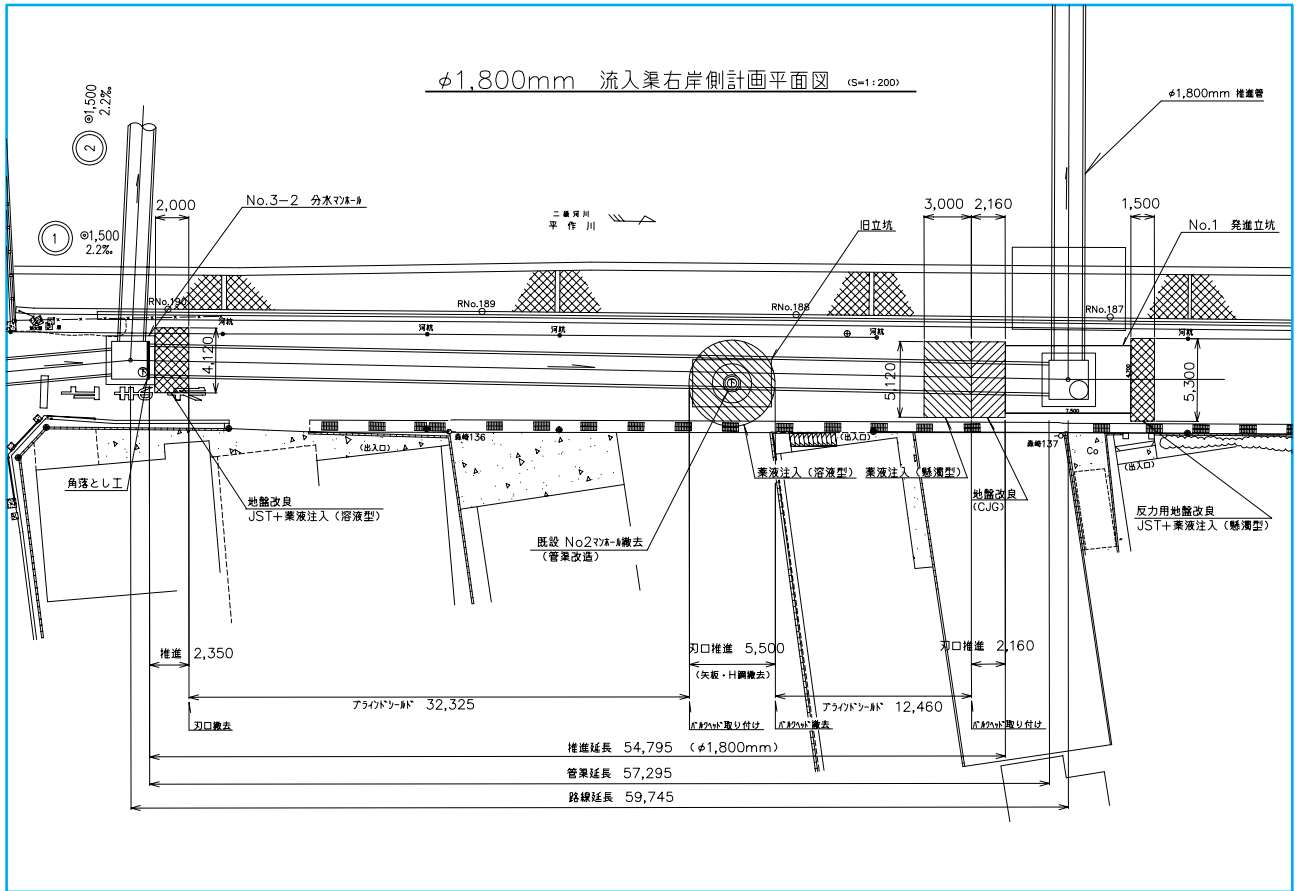 φ1,800mm 流入渠右岸側計画平面図 (S=1:200)
φ1,800mm 推進管
◎1,500
2.2‰
2
1
◎1,500
2.2‰
2,000
No.3-2 分水マンホール
二級河川
平作川
旧立坑
3,000
2,160
1,500
No.1 発進立坑
RNo.190
RNo.189
RNo.188
RNo.187
河杭
河杭
河杭
河杭
河杭
4,120
5,120
5,300
7,500
(出入口)
(出入口)
(出入口)
Co
角落とし工
地盤改良
JST+薬液注入(溶液型)
既設 No2マンホール撤去
(管渠改造)
薬液注入(溶液型)
薬液注入(懸濁型)
地盤改良
(CJG)
反力用地盤改良
JST+薬液注入(懸濁型)
推進 2,350
刃口推進 5,500
(矢板・H鋼撤去)
刃口推進 2,160
ブラインドシールド 32,325
ブラインドシールド 12,460
刃口撤去
バルクヘッド取り付け
バルクヘッド撤去
バルクヘッド取り付け
推進延長 54,795 (φ1,800mm)
管渠延長 57,295
路線延長 59,745